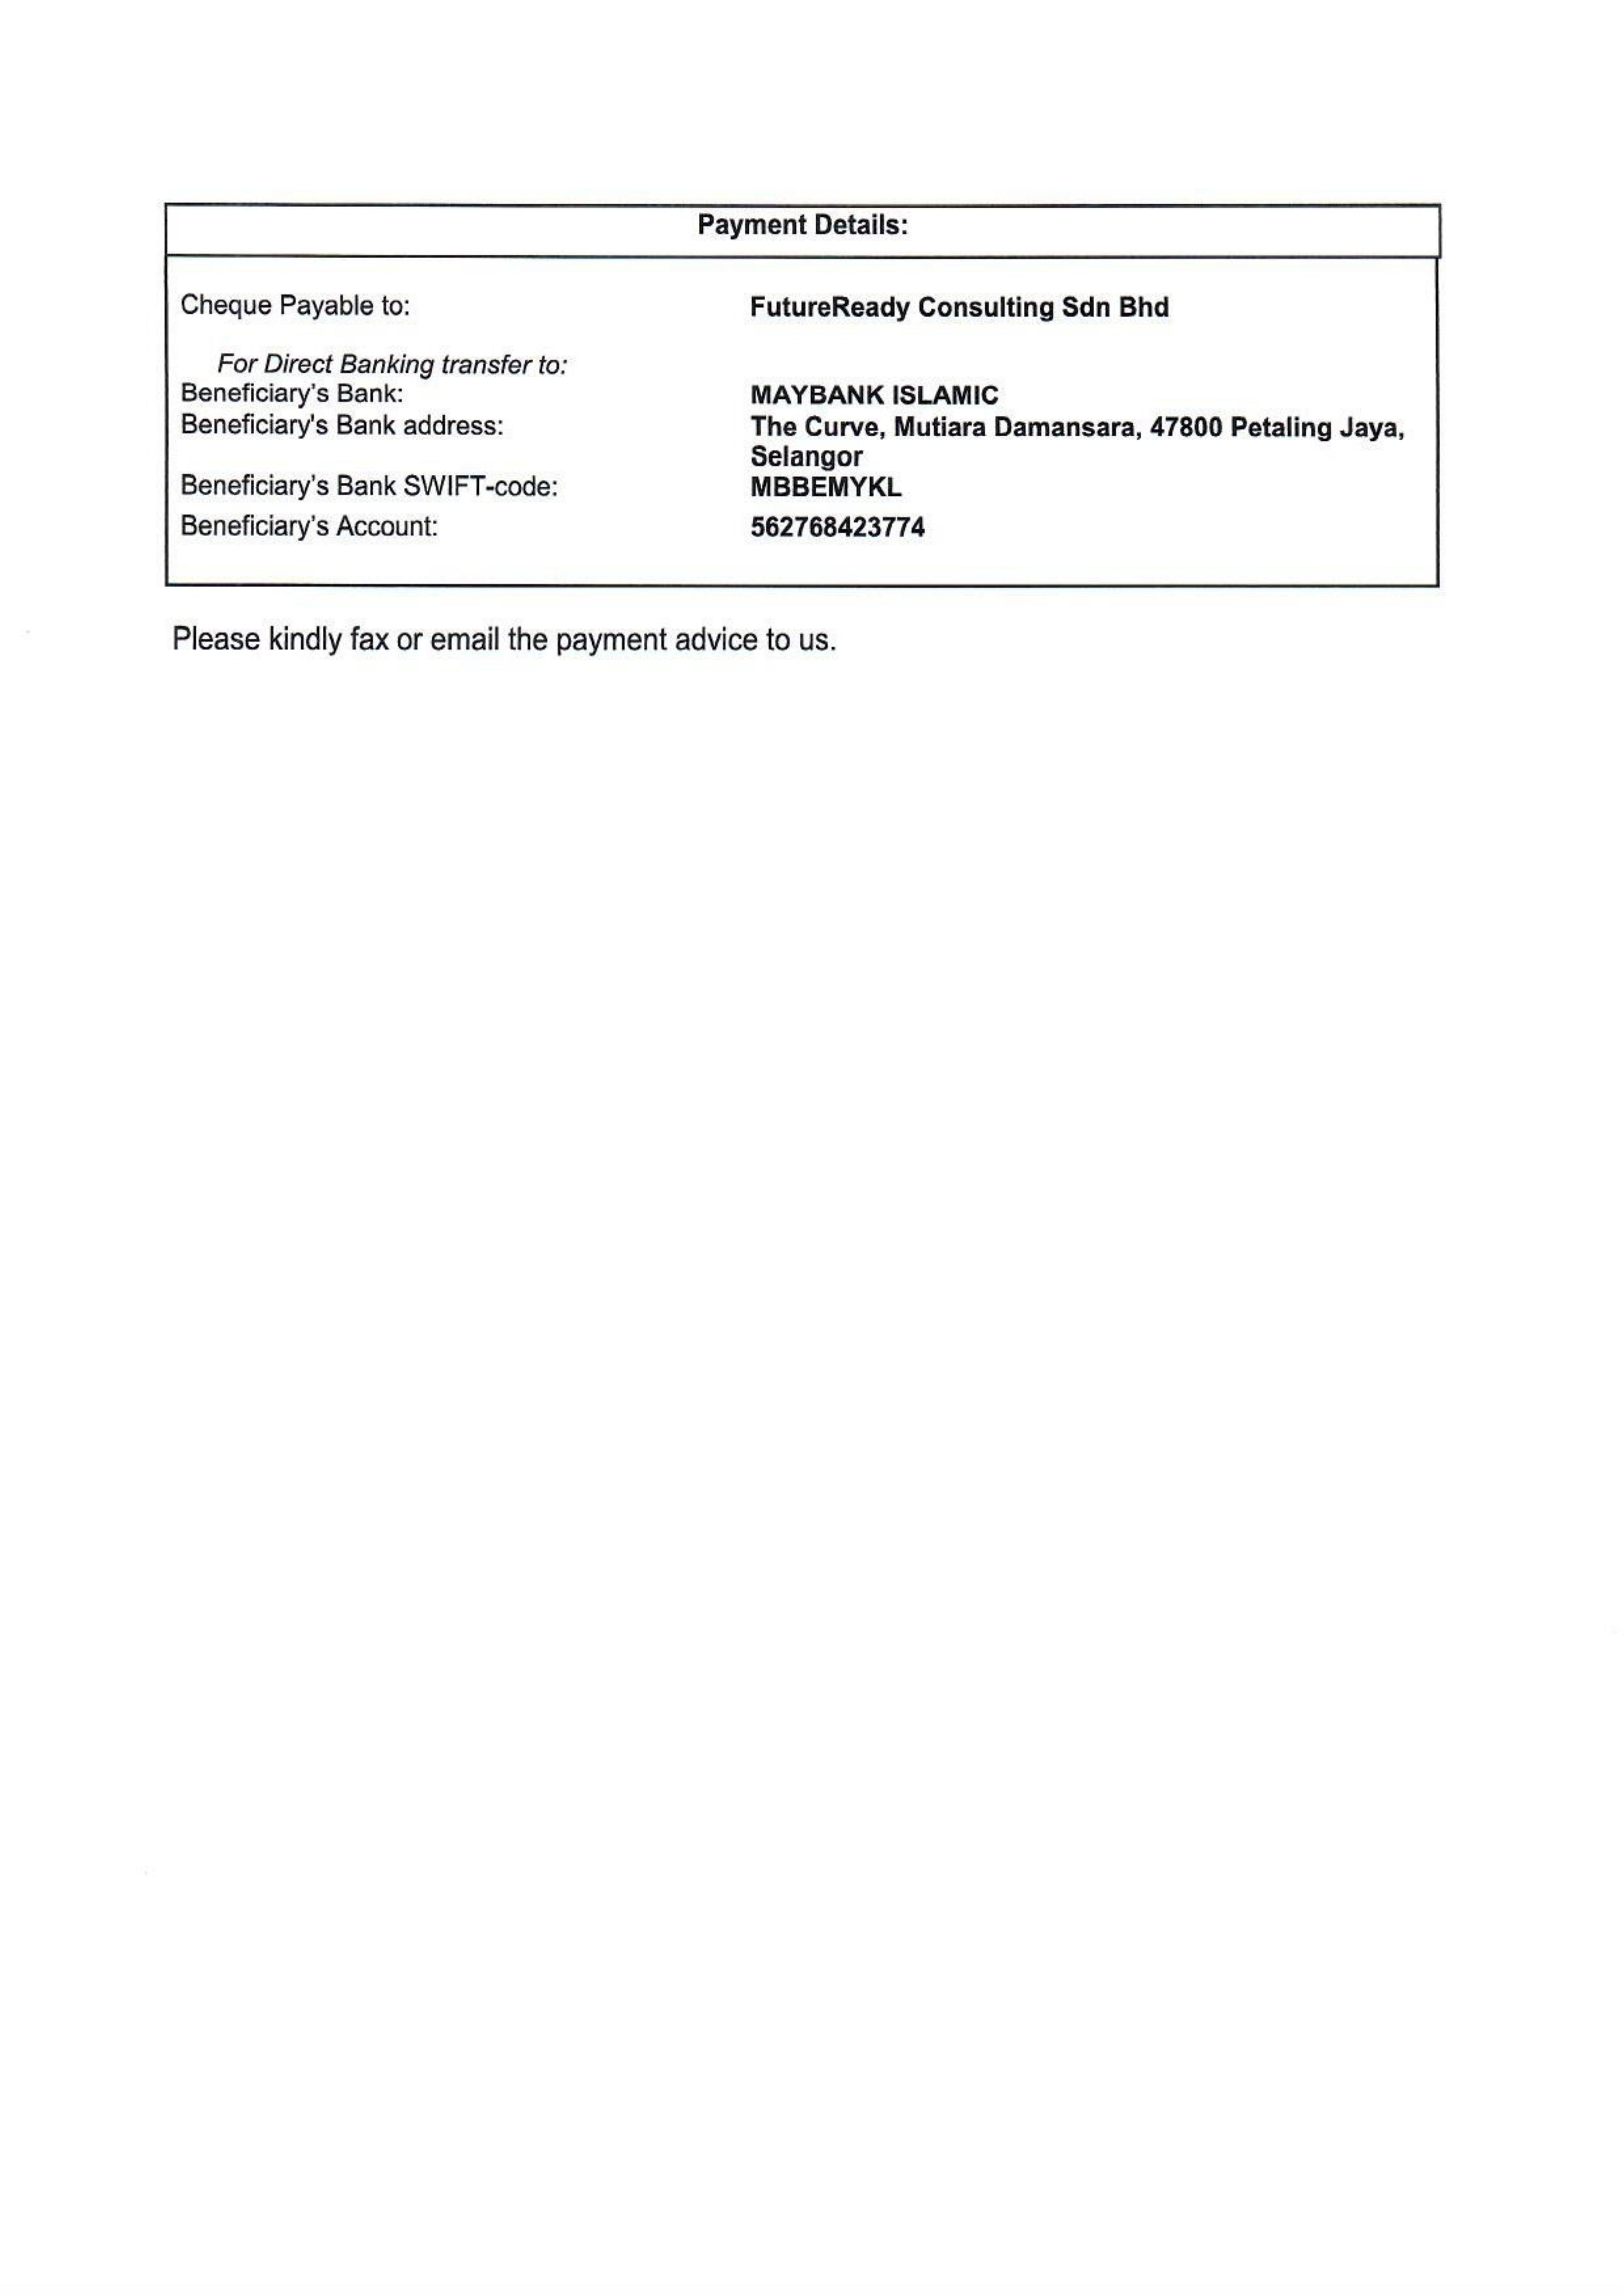 Payment Details:
Cheque Payable to: FutureReady Consulting Sdn Bhd
For Direct Banking transfer to:
Beneficiary's Bank: MAYBANK ISLAMIC
Beneficiary's Bank address: The Curve, Mutiara Damansara, 47800 Petaling Jaya,
Selangor
Beneficiary's Bank SWIFT-code: MBBEMYKL
Beneficiary's Account: 562768423774
Please kindly fax or email the payment advice to us.